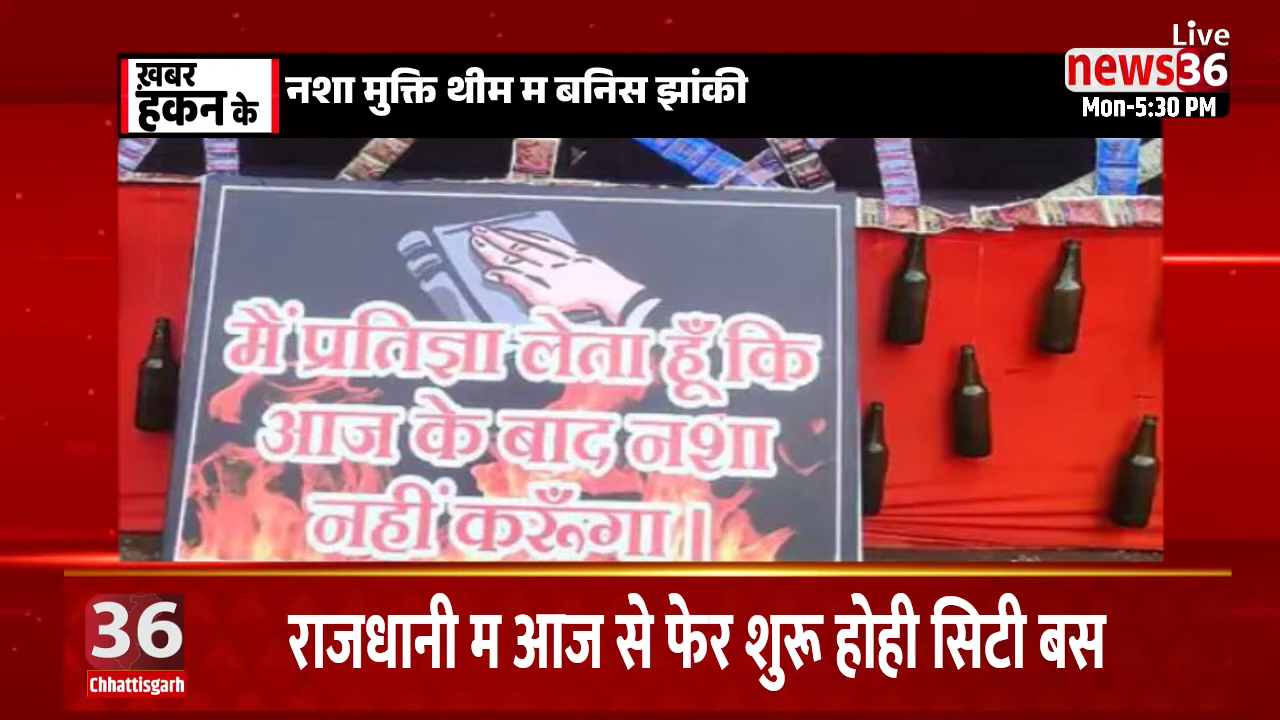 Live
news36
Mon-5:30 PM
ख़बर
हकन के
नशा मुक्ति थीम म बनिस झांकी
मैं प्रतिज्ञा लेता हूँ कि
आज के बाद नशा
नहीं करूँगा।
36
Chhattisgarh
राजधानी म आज से फेर शुरू होही सिटी बस